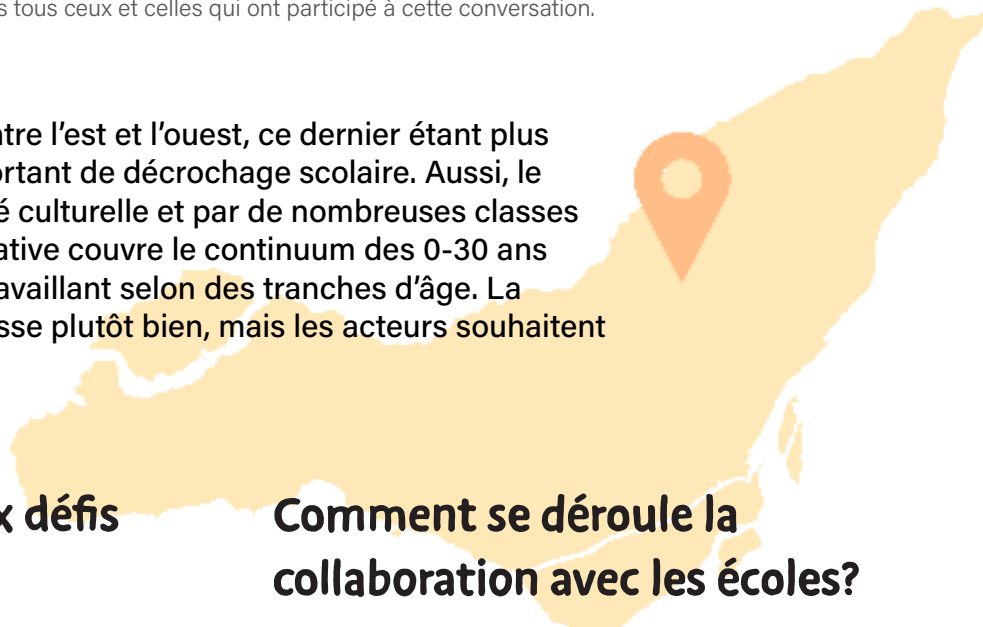 s tous ceux et celles qui ont participé à cette conversation.
tre l'est et l'ouest, ce dernier étant plus
rtant de décrochage scolaire. Aussi, le
é culturelle et par de nombreuses classes
ative couvre le continuum des 0-30 ans
availlant selon des tranches d'âge. La
sse plutôt bien, mais les acteurs souhaitent
x défis
Comment se déroule la
collaboration avec les écoles?